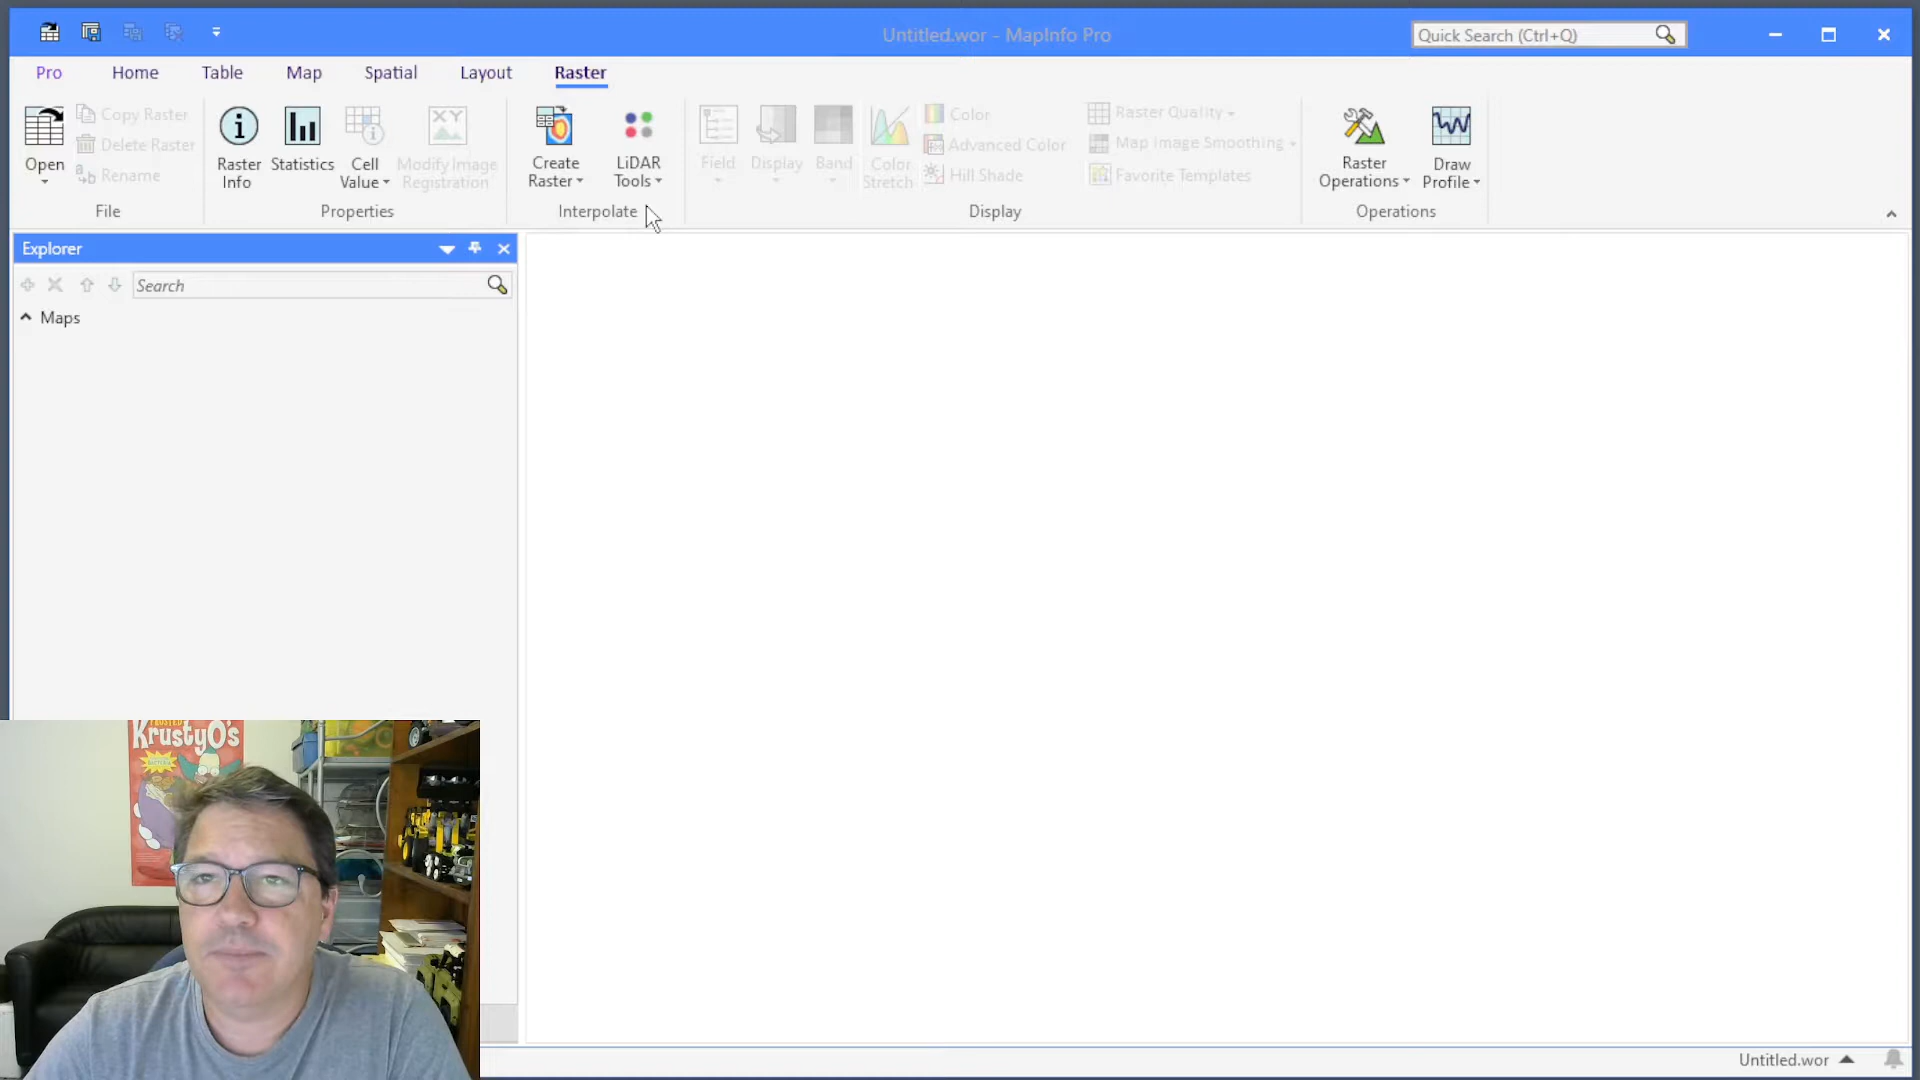 Untitled.wor - MapInfo Pro
Quick Search (Ctrl+Q)
Pro Home Table Map Spatial Layout Raster
Open
Copy Raster
Delete Raster
Rename
File
Raster Info
Statistics
Cell Value
Modify Image Registration
Properties
Create Raster
LiDAR Tools
Interpolate
Field
Display
Band
Color Stretch
Color
Advanced Color
Hill Shade
Raster Quality
Map Image Smoothing
Favorite Templates
Display
Raster Operations
Draw Profile
Operations
Explorer
Search
Maps
FROSTED
KrustyO's
Untitled.wor